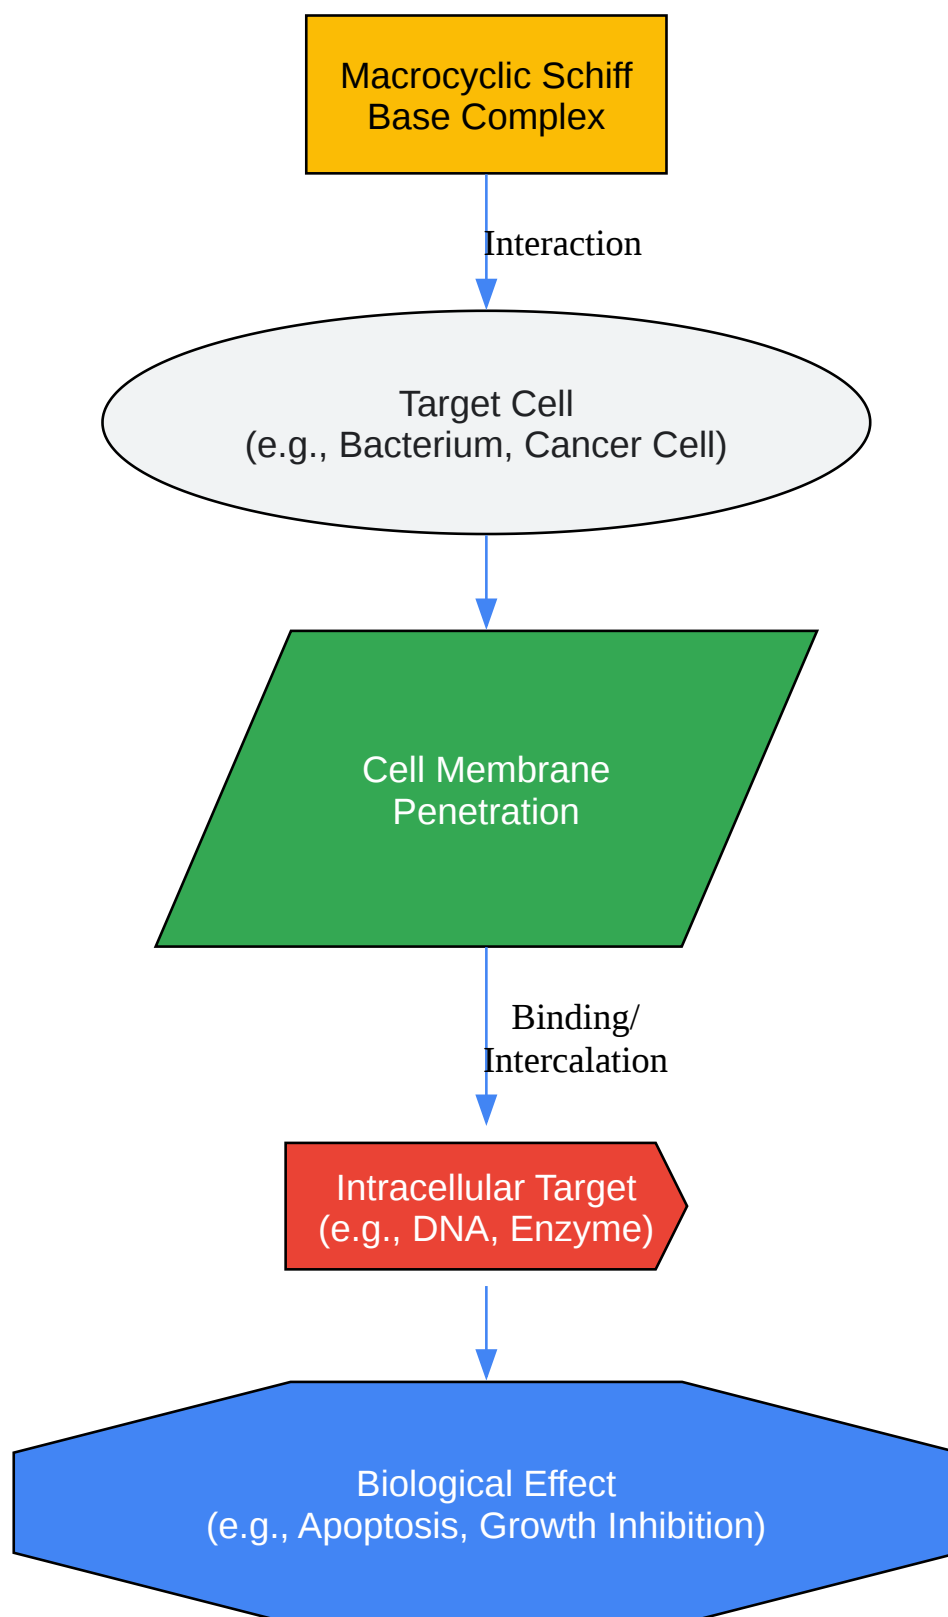 Macrocyclic Schiff
Base Complex
Interaction
Target Cell
(e.g., Bacterium, Cancer Cell)
Cell Membrane
Penetration
Binding/
Intercalation
Intracellular Target
(e.g., DNA, Enzyme)
Biological Effect
(e.g., Apoptosis, Growth Inhibition)